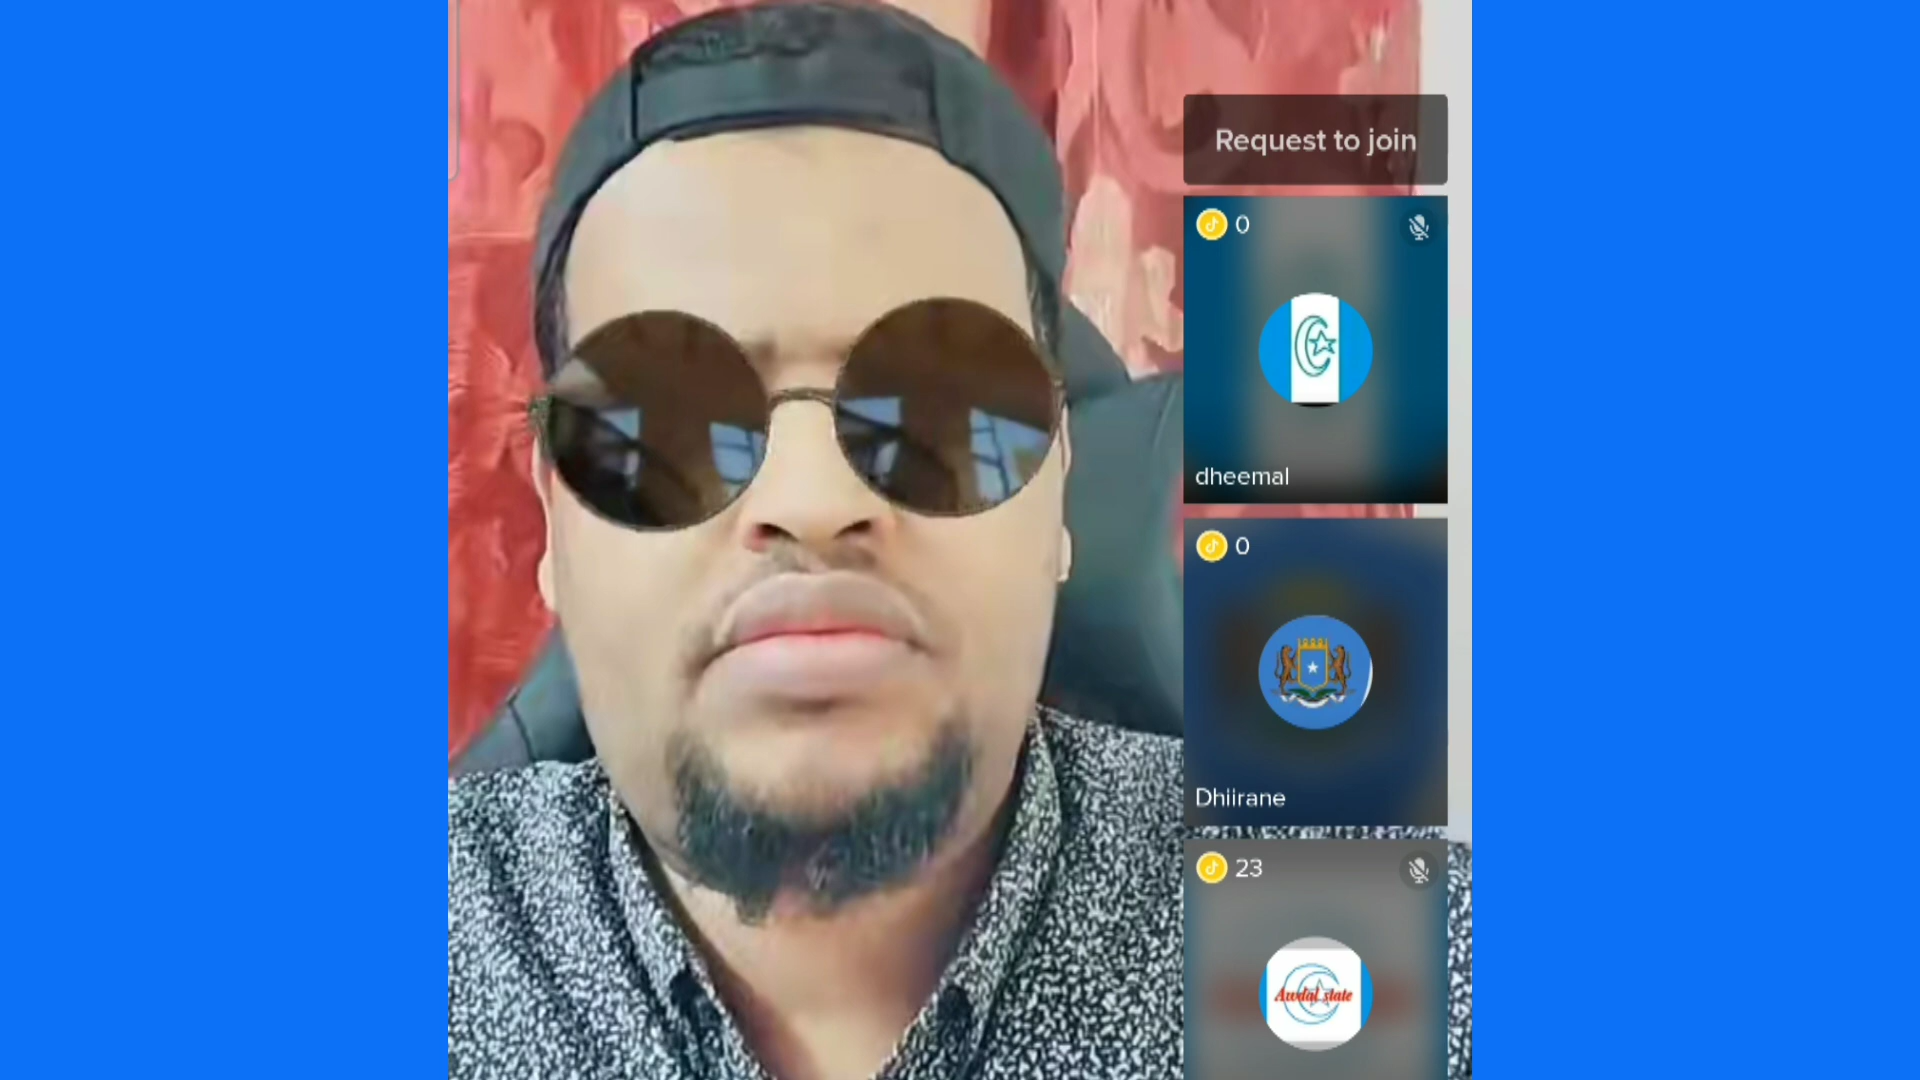 Request to join
0
dheemal
0
Dhiirane
23
Awdal state